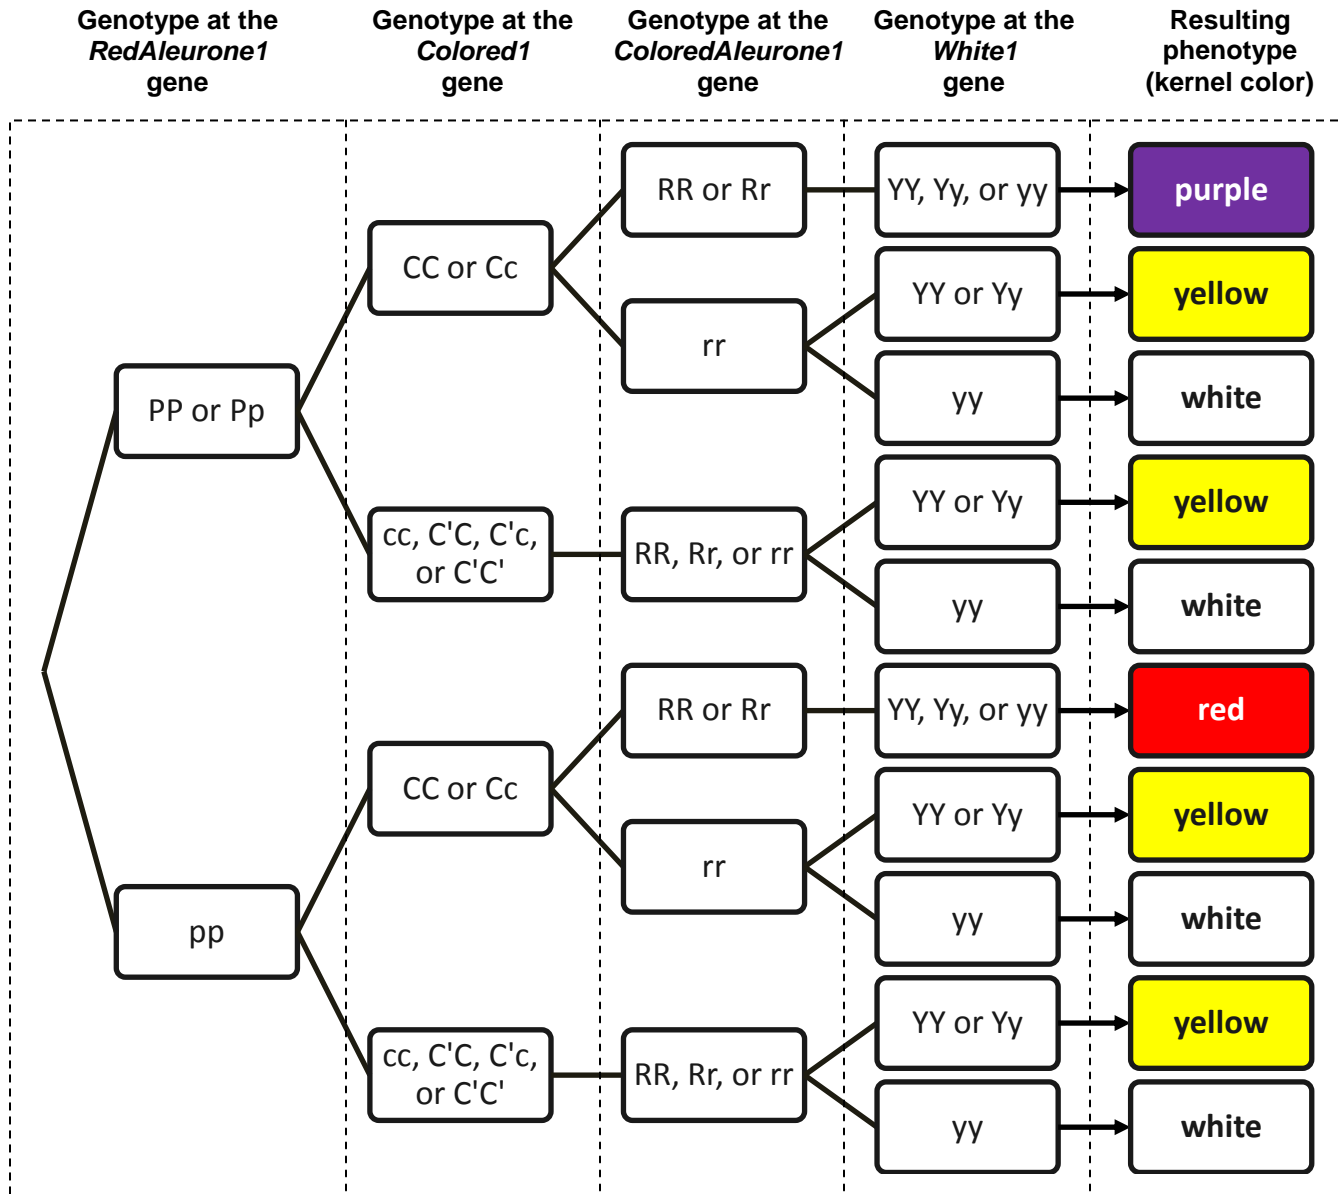 Genotype at the
RedAleurone1
gene
Genotype at the
Colored1
gene
Genotype at the
ColoredAleurone1
gene
Genotype at the
White1
gene
Resulting
phenotype
(kernel color)
PP or Pp
CC or Cc
RR or Rr
YY, Yy, or yy
purple
rr
YY or Yy
yellow
yy
white
cc, C'C, C'c,
or C'C'
RR, Rr, or rr
YY or Yy
yellow
yy
white
pp
CC or Cc
RR or Rr
YY, Yy, or yy
red
rr
YY or Yy
yellow
yy
white
cc, C'C, C'c,
or C'C'
RR, Rr, or rr
YY or Yy
yellow
yy
white